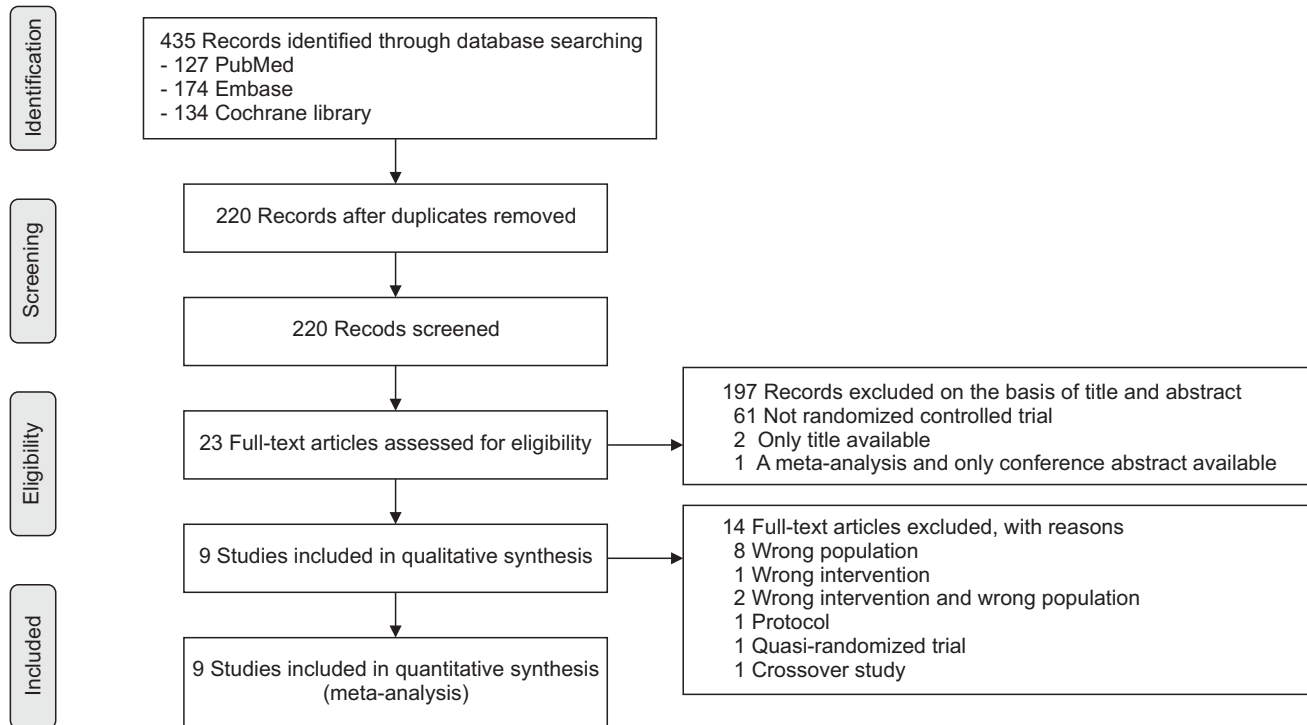 Identification
435 Records identified through database searching
- 127 PubMed
- 174 Embase
- 134 Cochrane library
Screening
220 Records after duplicates removed
220 Recods screened
Eligibility
23 Full-text articles assessed for eligibility
197 Records excluded on the basis of title and abstract
61 Not randomized controlled trial
2 Only title available
1 A meta-analysis and only conference abstract available
9 Studies included in qualitative synthesis
14 Full-text articles excluded, with reasons
8 Wrong population
1 Wrong intervention
2 Wrong intervention and wrong population
1 Protocol
1 Quasi-randomized trial
1 Crossover study
Included
9 Studies included in quantitative synthesis
(meta-analysis)